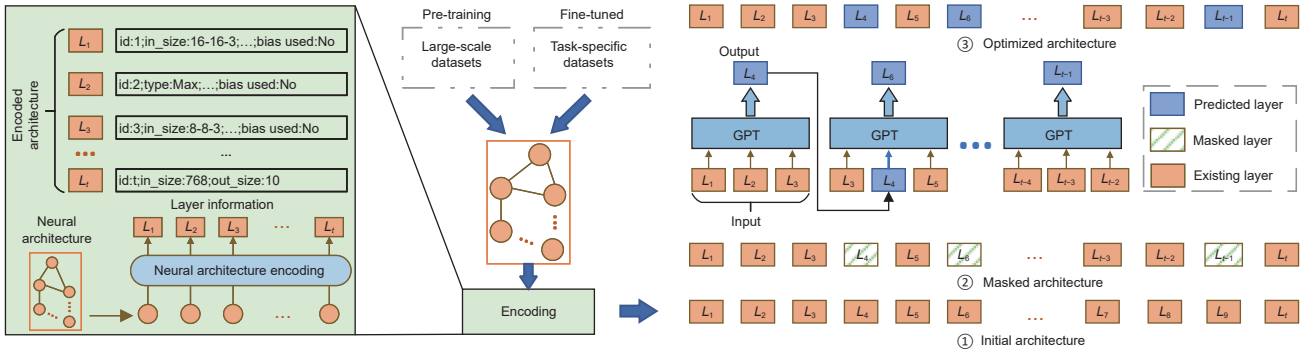 Encoded architecture
L1 id:1;in_size:16-16-3;…;bias used:No
L2 id:2;type:Max;…;bias used:No
L3 id:3;in_size:8-8-3;…;bias used:No
... ...
Lt id:t;in_size:768;out_size:10
Layer information
Neural architecture
L1 L2 L3 ... Lt
Neural architecture encoding
...
Pre-training
Fine-tuned
Large-scale datasets
Task-specific datasets
Encoding
L1 L2 L3 L4 L5 L6 ... Lt−3 Lt−2 Lt−1 Lt
③ Optimized architecture
Output
L4 L6 Lt−1
GPT GPT ... GPT
L1 L2 L3 L3 L4 L5 Lt−4 Lt−3 Lt−2
Input
Predicted layer
Masked layer
Existing layer
L1 L2 L3 L4 L5 L6 ... Lt−3 Lt−2 Lt−1 Lt
② Masked architecture
L1 L2 L3 L4 L5 L6 ... L7 L8 L9 Lt
① Initial architecture